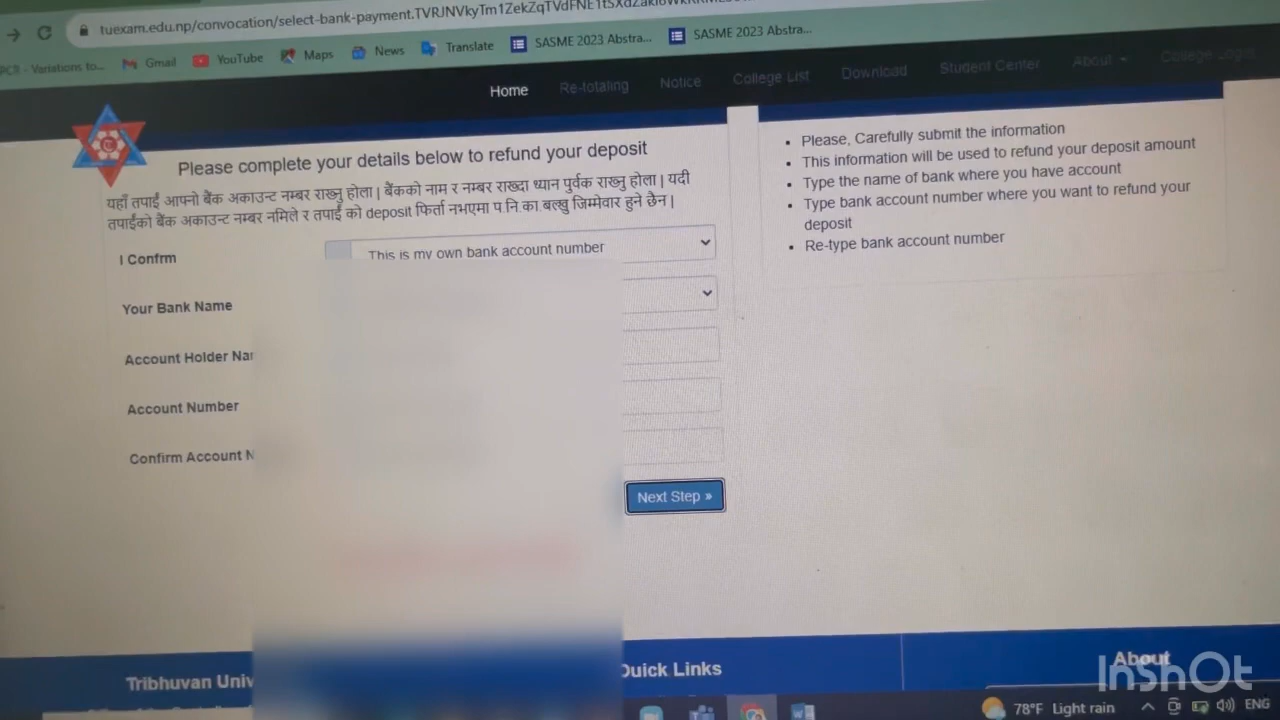 tuexam.edu.np/convocation/select-bank-payment.
Gmail
YouTube
Maps
News
Translate
SASME 2023 Abstra...
SASME 2023 Abstra...
Home
Re-totaling
Notice
College List
Download
Student Center
About
College Login
Please complete your details below to refund your deposit
यहाँ तपाईं आफ्नो बैंक अकाउन्ट नम्बर राख्नु होला | बैंकको नाम र नम्बर राख्दा ध्यान पुर्वक राख्नु होला | यदी
तपाईंको बैंक अकाउन्ट नम्बर नमिले र तपाईं को deposit फिर्ता नभएमा प.नि.का.बल्खु जिम्मेवार हुने छैन |
I Confrm
This is my own bank account number
Your Bank Name
Account Holder Nar
Account Number
Confirm Account N
Next Step »
Please, Carefully submit the information
This information will be used to refund your deposit amount
Type the name of bank where you have account
Type bank account number where you want to refund your
deposit
Re-type bank account number
Tribhuvan Univ
Quick Links
About
InShOt
78°F Light rain
ENG